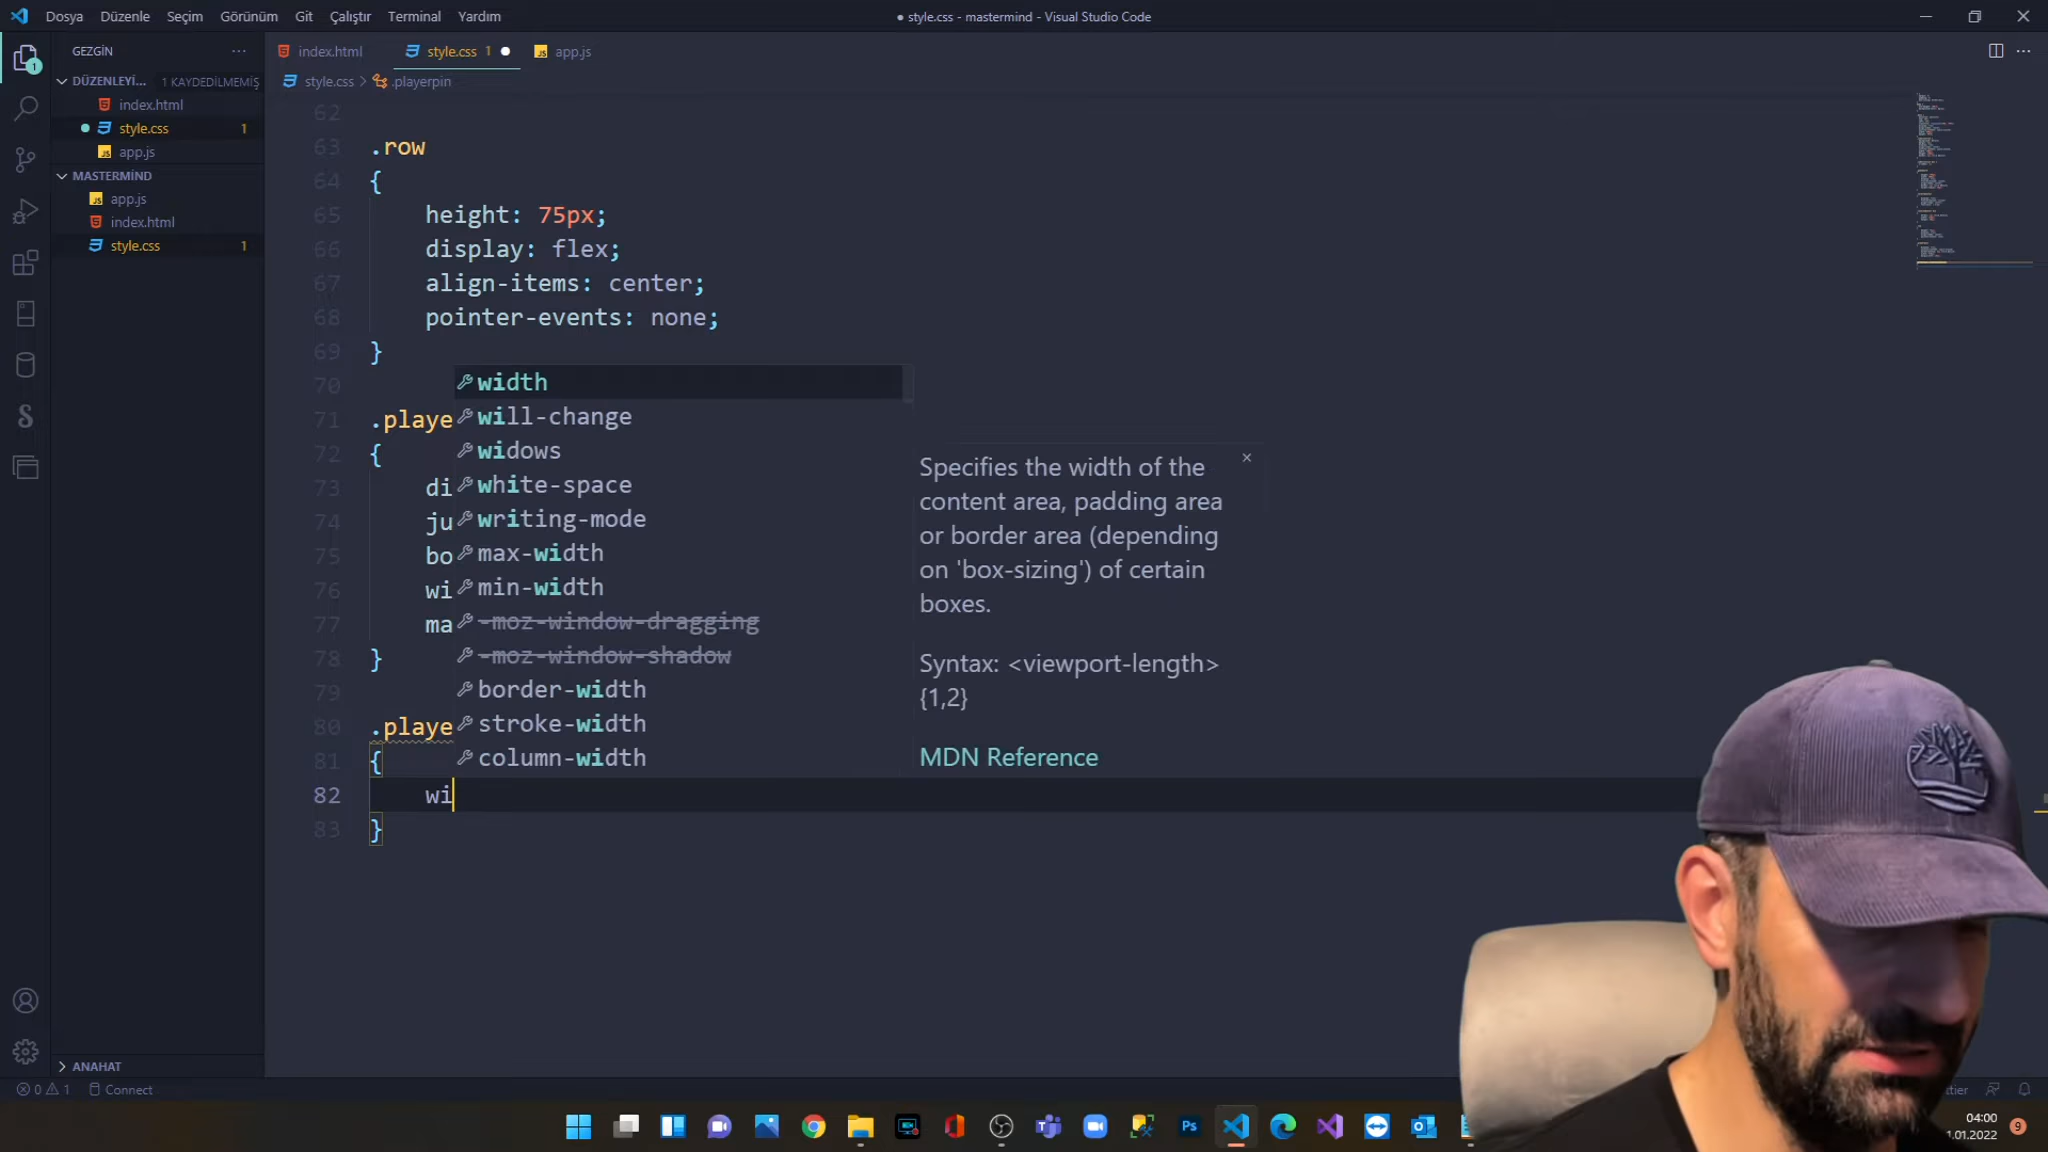 Dosya Düzenle Seçim Görünüm Git Çalıştır Terminal Yardım
● style.css - mastermind - Visual Studio Code
GEZGİN ···
index.html style.css 1 ● app.js
DÜZENLEYİ... 1 KAYDEDİLMEMİŞ
index.html
style.css 1
app.js
MASTERMİND
app.js
index.html
style.css 1
style.css > .playerpin
62
63 .row
64 {
65 height: 75px;
66 display: flex;
67 align-items: center;
68 pointer-events: none;
69 }
70
71 .playe
72 {
73 di
74 ju
75 bo
76 wi
77 ma
78 }
79
80 .playe
81 {
82 wi
83 }
width
will-change
widows
white-space
writing-mode
max-width
min-width
-moz-window-dragging
-moz-window-shadow
border-width
stroke-width
column-width
Specifies the width of the
content area, padding area
or border area (depending
on 'box-sizing') of certain
boxes.
Syntax: <viewport-length>
{1,2}
MDN Reference
ANAHAT
0 1 Connect
Ps
04:00
1.01.2022
9